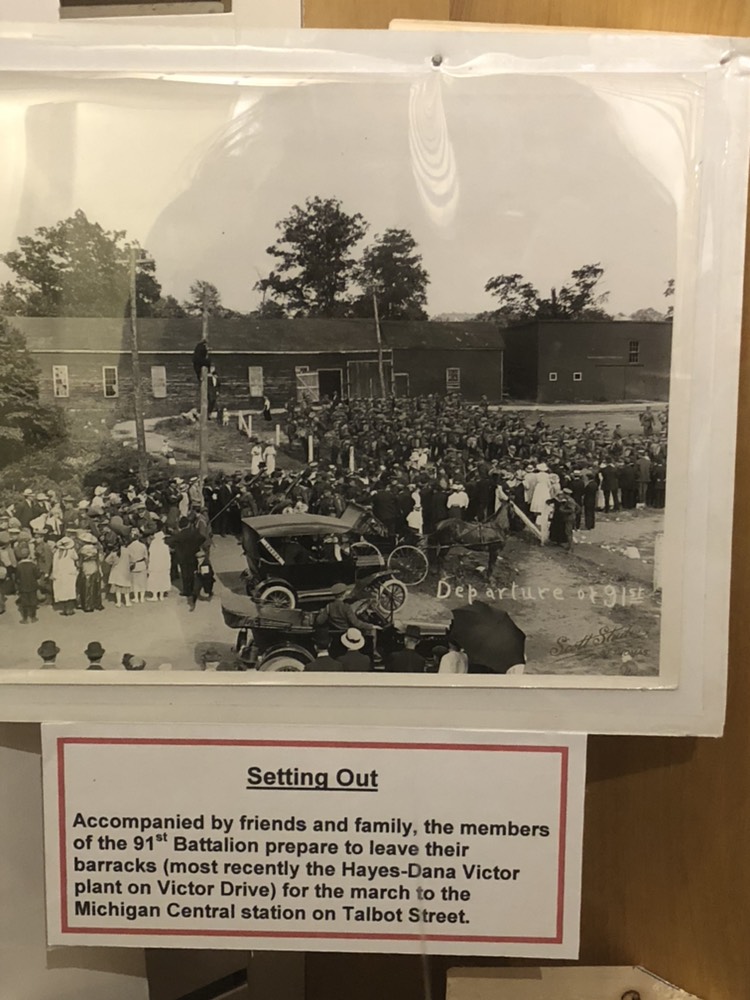 Departure of 91st
Scott Studio
Setting Out
Accompanied by friends and family, the members
of the 91st Battalion prepare to leave their
barracks (most recently the Hayes-Dana Victor
plant on Victor Drive) for the march to the
Michigan Central station on Talbot Street.